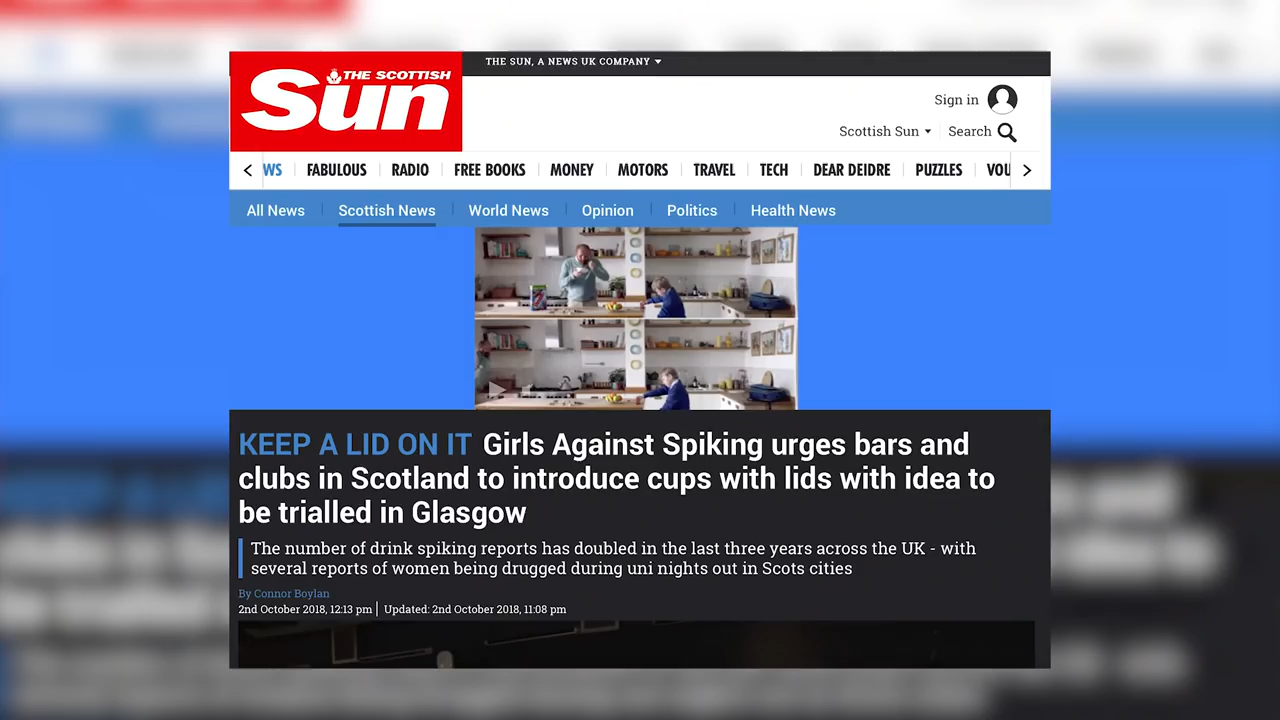 THE SUN, A NEWS UK COMPANY
THE SCOTTISH
Sun
Sign in
Scottish Sun
Search
WS
FABULOUS
RADIO
FREE BOOKS
MONEY
MOTORS
TRAVEL
TECH
DEAR DEIDRE
PUZZLES
VOU
All News
Scottish News
World News
Opinion
Politics
Health News
KEEP A LID ON IT Girls Against Spiking urges bars and
clubs in Scotland to introduce cups with lids with idea to
be trialled in Glasgow
The number of drink spiking reports has doubled in the last three years across the UK - with
several reports of women being drugged during uni nights out in Scots cities
By Connor Boylan
2nd October 2018, 12:13 pm | Updated: 2nd October 2018, 11:08 pm